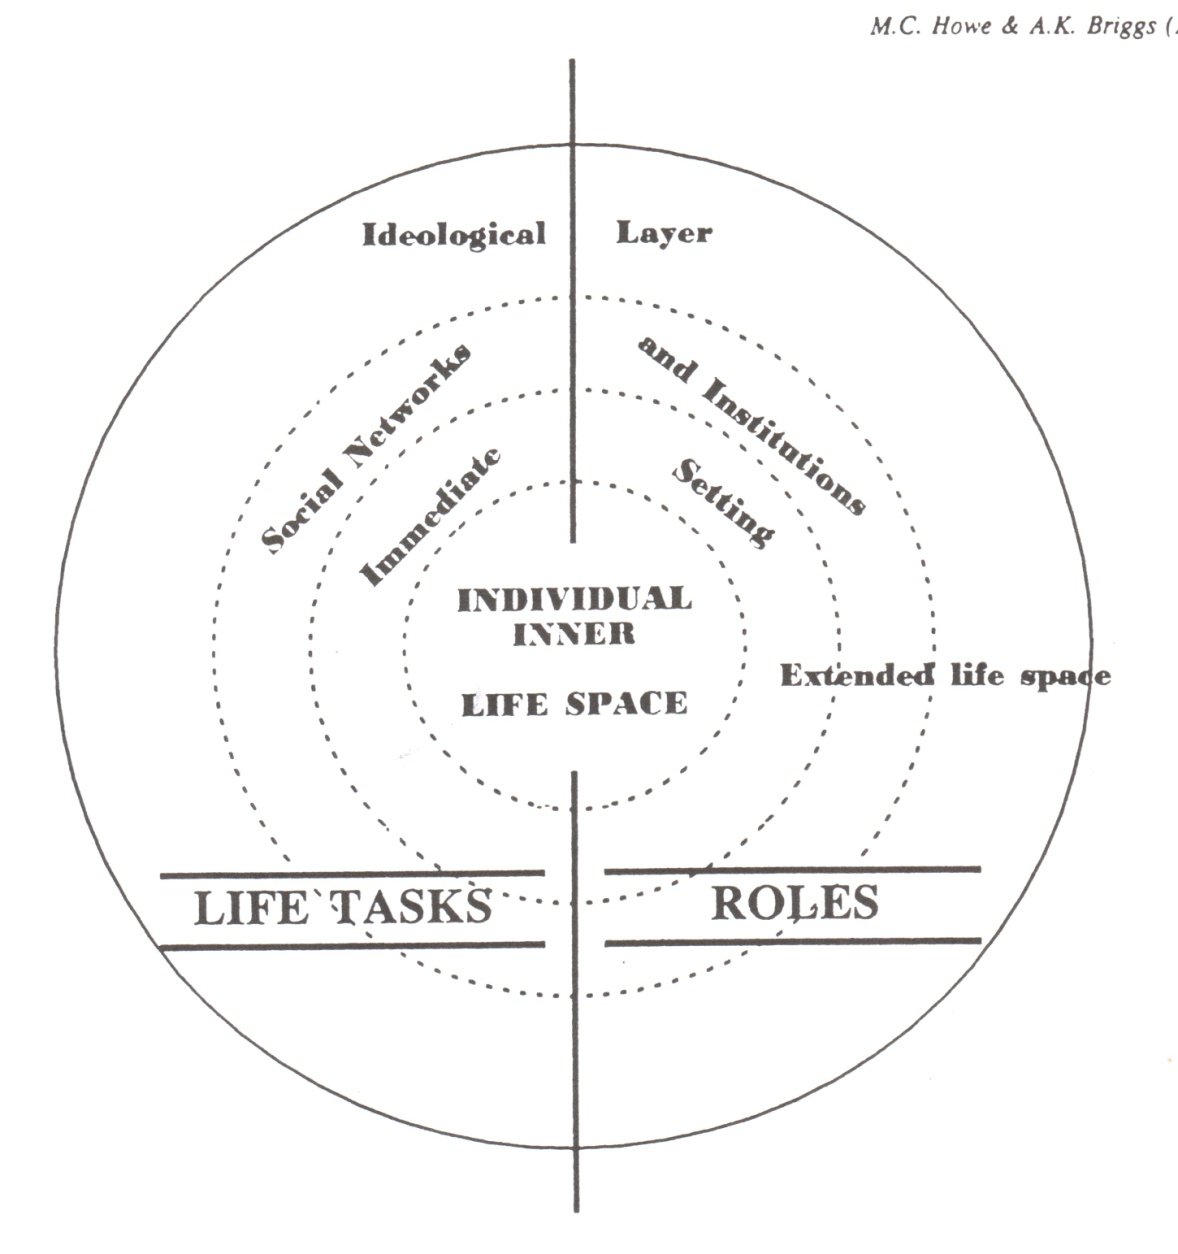 M.C. Howe & A.K. Briggs (
Ideological Layer
Social Networks and Institutions
Immediate Setting
INDIVIDUAL
INNER
LIFE SPACE
Extended life space
LIFE TASKS
ROLES